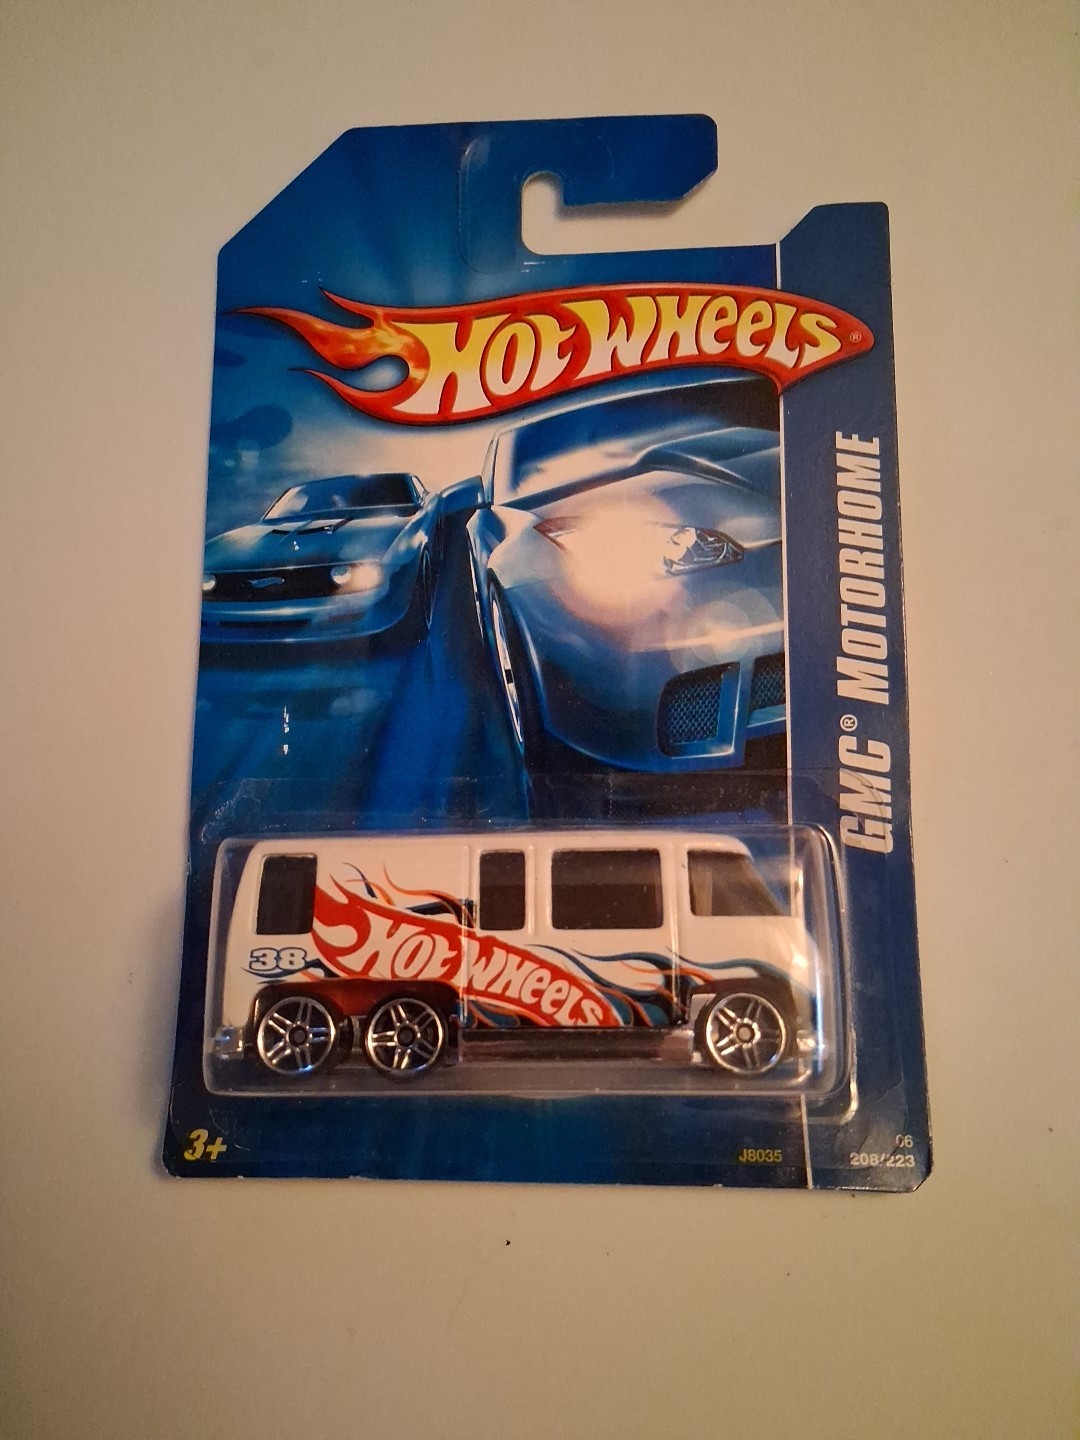 HOT WHEELS®
GMC® MOTORHOME
38
HOT WHEELS
3+
J8035
06
208/223